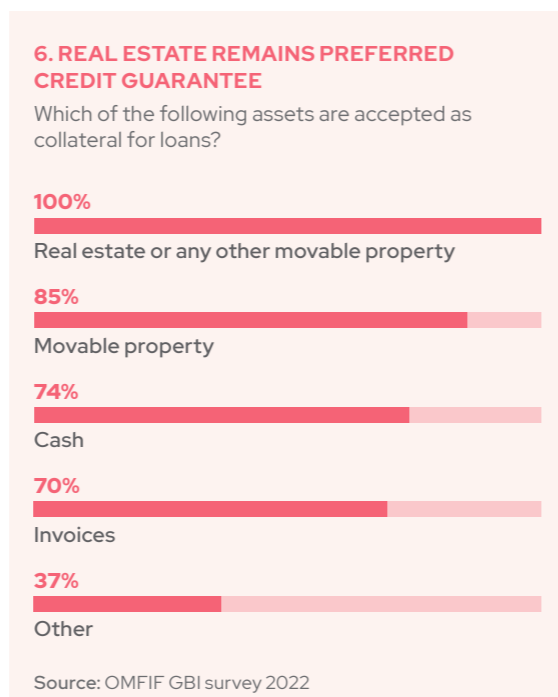 6. REAL ESTATE REMAINS PREFERRED
CREDIT GUARANTEE
Which of the following assets are accepted as
collateral for loans?
100%
Real estate or any other movable property
85%
Movable property
74%
Cash
70%
Invoices
37%
Other
Source: OMFIF GBI survey 2022